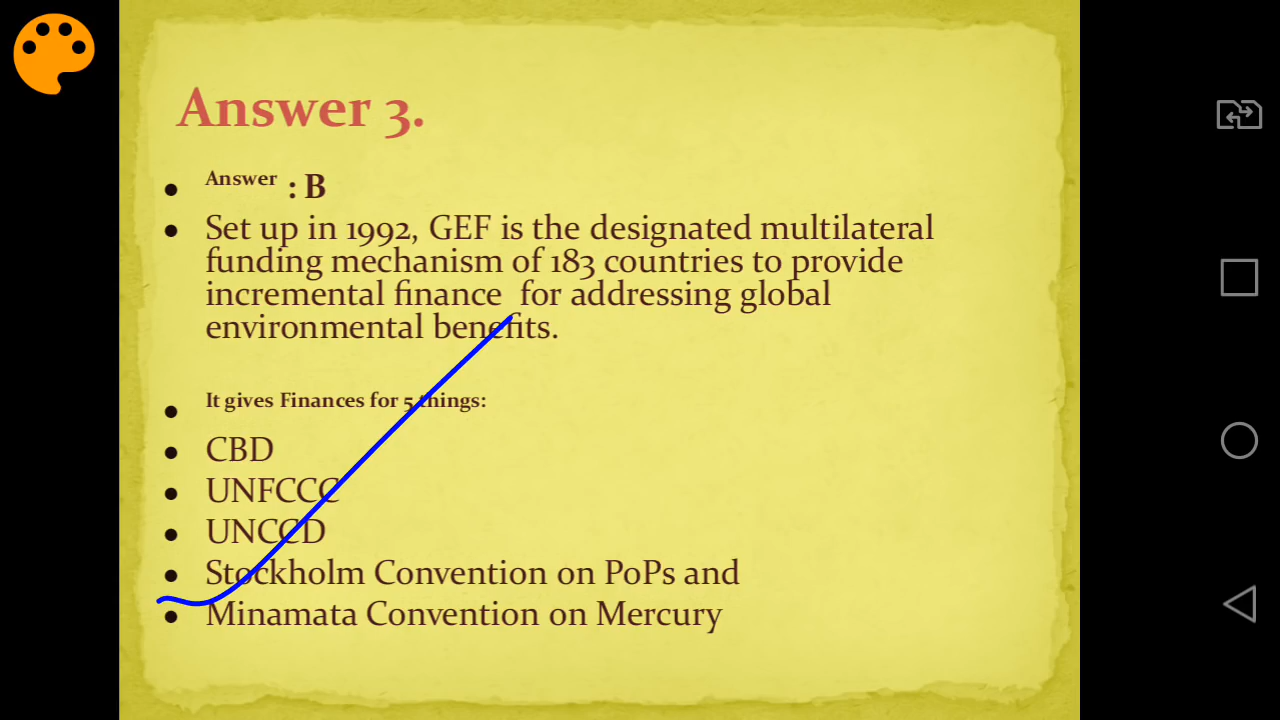 Answer 3.
Answer : B
Set up in 1992, GEF is the designated multilateral
funding mechanism of 183 countries to provide
incremental finance for addressing global
environmental benefits.
It gives Finances for 5 things:
CBD
UNFCCC
UNCCD
Stockholm Convention on PoPs and
Minamata Convention on Mercury